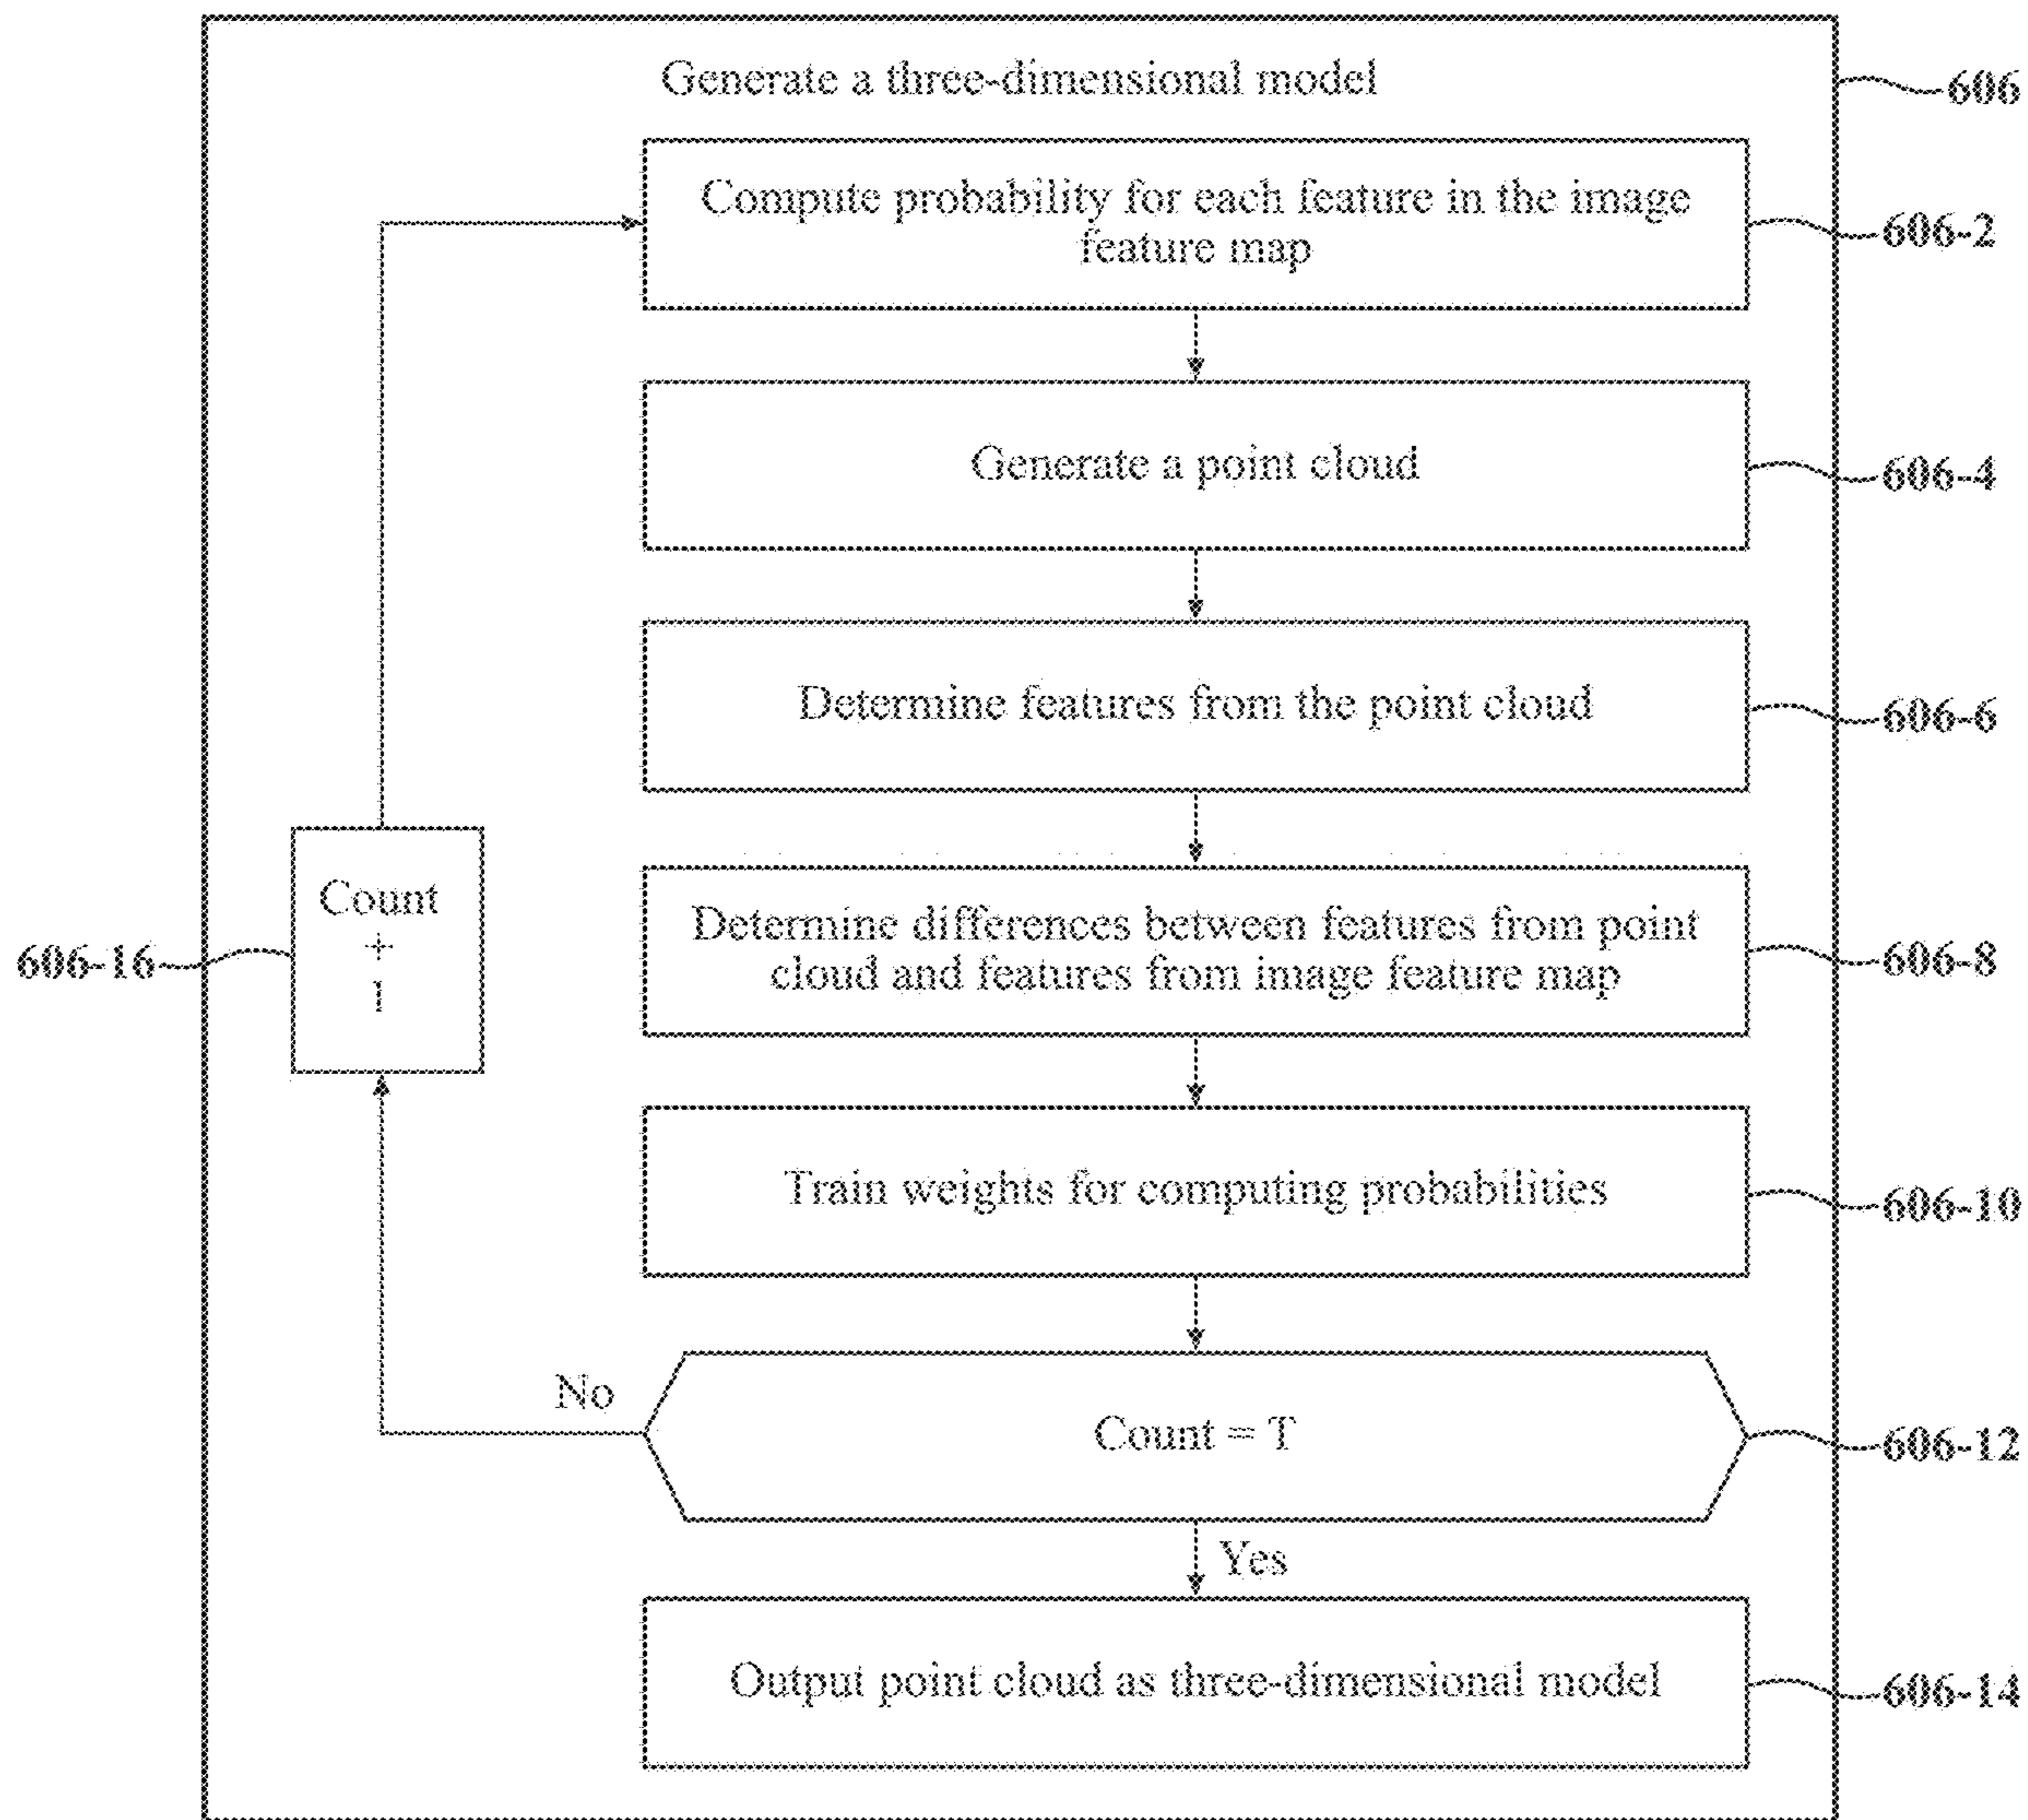 Generate a three-dimensional model
606
Compute probability for each feature in the image
feature map
606-2
Generate a point cloud
606-4
Determine features from the point cloud
606-6
Count
+
1
606-16
Determine differences between features from point
cloud and features from image feature map
606-8
Train weights for computing probabilities
606-10
No
Count = T
606-12
Yes
Output point cloud as three-dimensional model
606-14